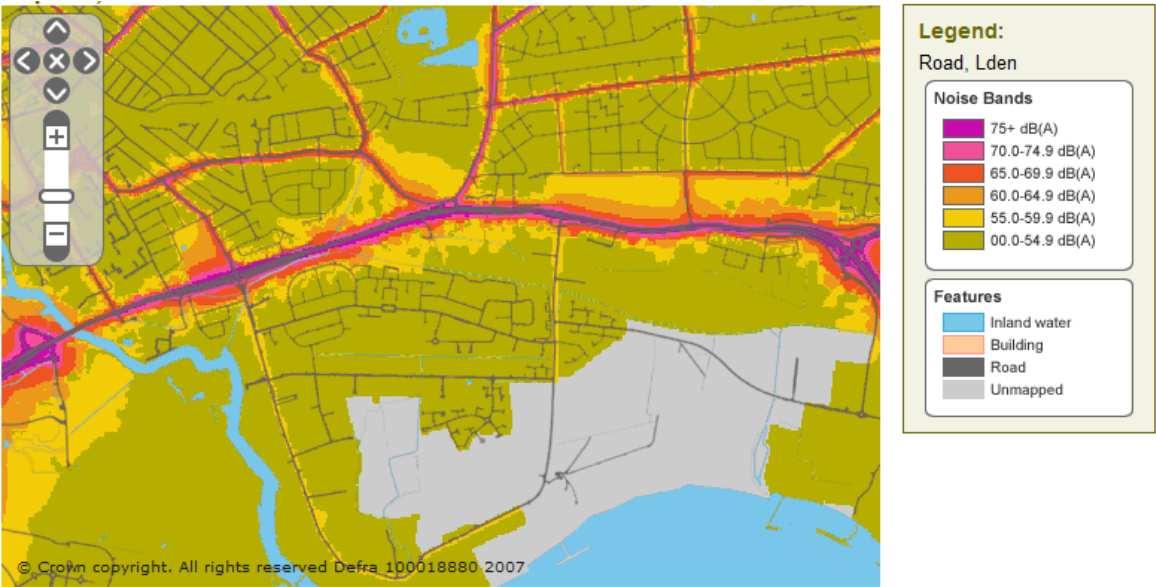 Legend:
Road, Lden
Noise Bands
75+ dB(A)
70.0-74.9 dB(A)
65.0-69.9 dB(A)
60.0-64.9 dB(A)
55.0-59.9 dB(A)
00.0-54.9 dB(A)
Features
Inland water
Building
Road
Unmapped
© Crown copyright. All rights reserved Defra 100018880 2007